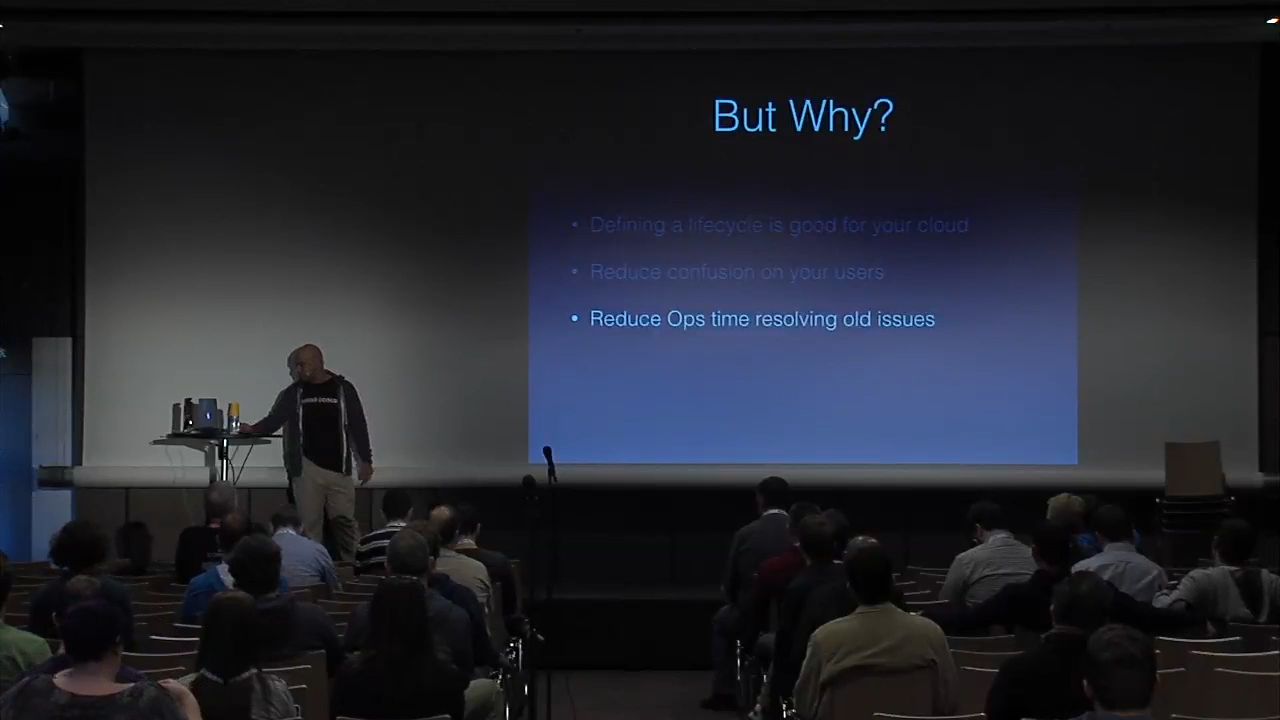 But Why?
• Defining a lifecycle is good for your cloud
• Reduce confusion on your users
• Reduce Ops time resolving old issues